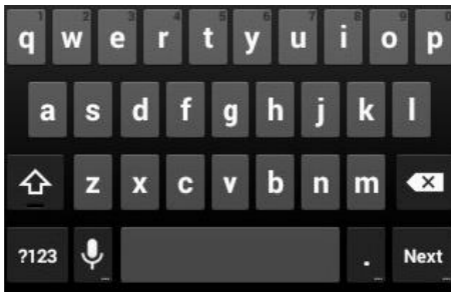 1 2 3 4 5 6 7 8 9 0
q w e r t y u i o p
a s d f g h j k l
z x c v b n m
?123 . Next